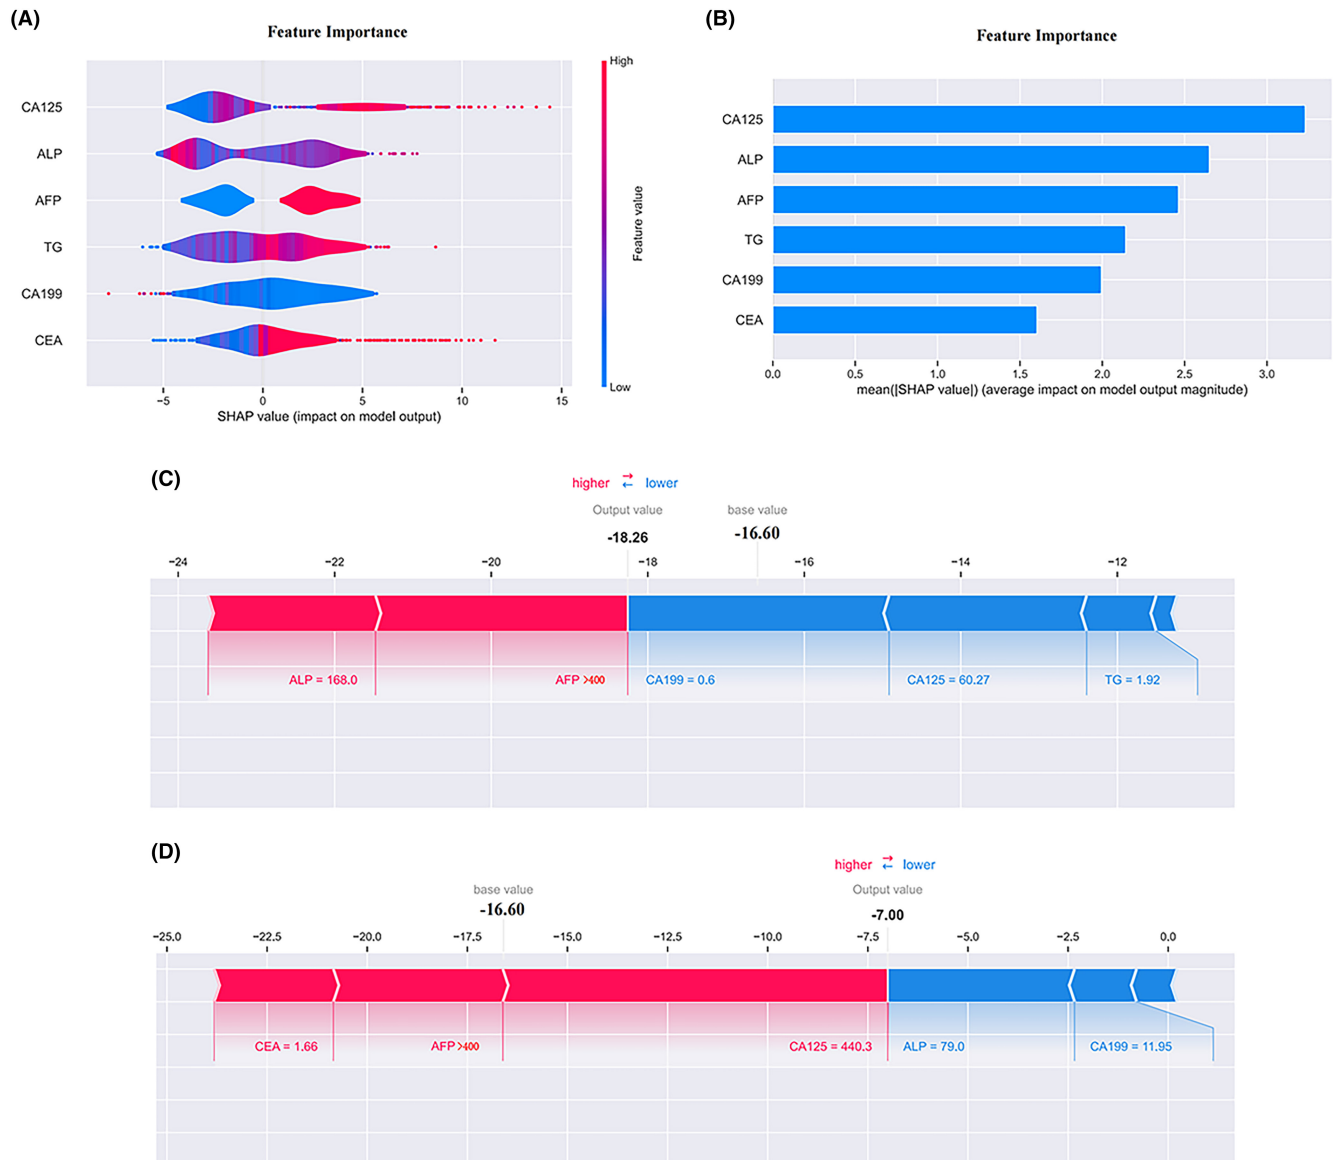 (A)
Feature Importance
High
CA125
ALP
AFP
TG
CA199
CEA
Feature value
Low
−5 0 5 10 15
SHAP value (impact on model output)
(B)
Feature Importance
CA125
ALP
AFP
TG
CA199
CEA
0.0 0.5 1.0 1.5 2.0 2.5 3.0
mean(|SHAP value|) (average impact on model output magnitude)
(C)
higher ⇄ lower
Output value base value
-18.26 -16.60
−24 −22 −20 −18 −16 −14 −12
ALP = 168.0 AFP >400 CA199 = 0.6 CA125 = 60.27 TG = 1.92
(D)
higher ⇄ lower
base value Output value
-16.60 -7.00
−25.0 −22.5 −20.0 −17.5 −15.0 −12.5 −10.0 −7.5 −5.0 −2.5 0.0
CEA = 1.66 AFP >400 CA125 = 440.3 ALP = 79.0 CA199 = 11.95